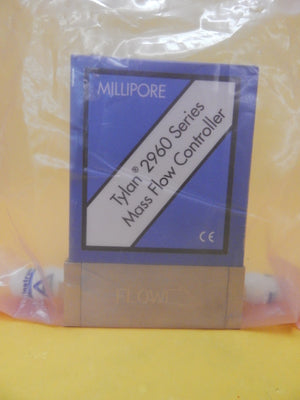 MILLIPORE
Tylan® 2960 Series
Mass Flow Controller
CE
FLOW